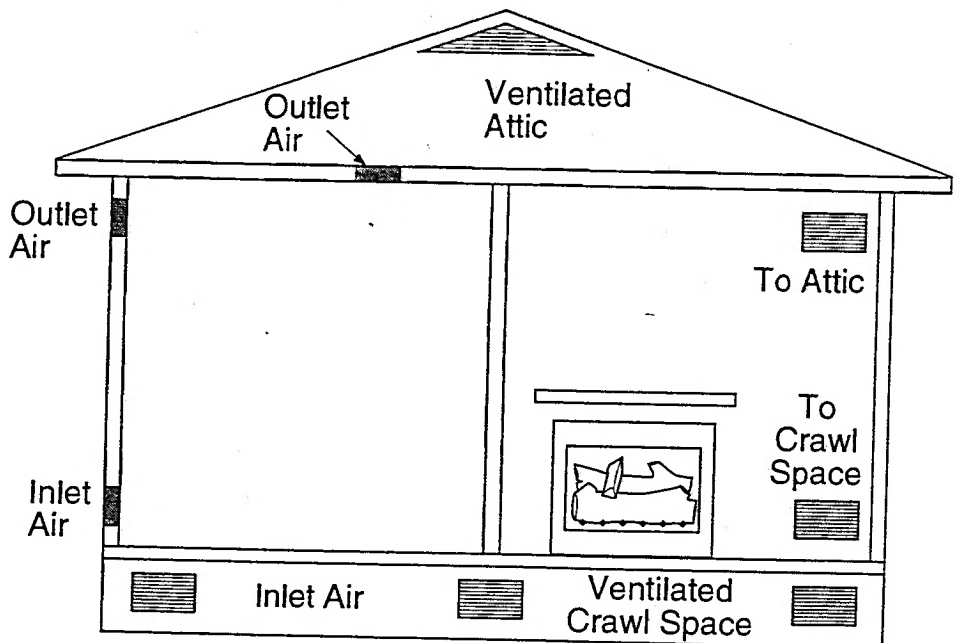 Outlet
Air
Ventilated
Attic
Outlet
Air
To Attic
To
Crawl
Space
Inlet
Air
Inlet Air
Ventilated
Crawl Space